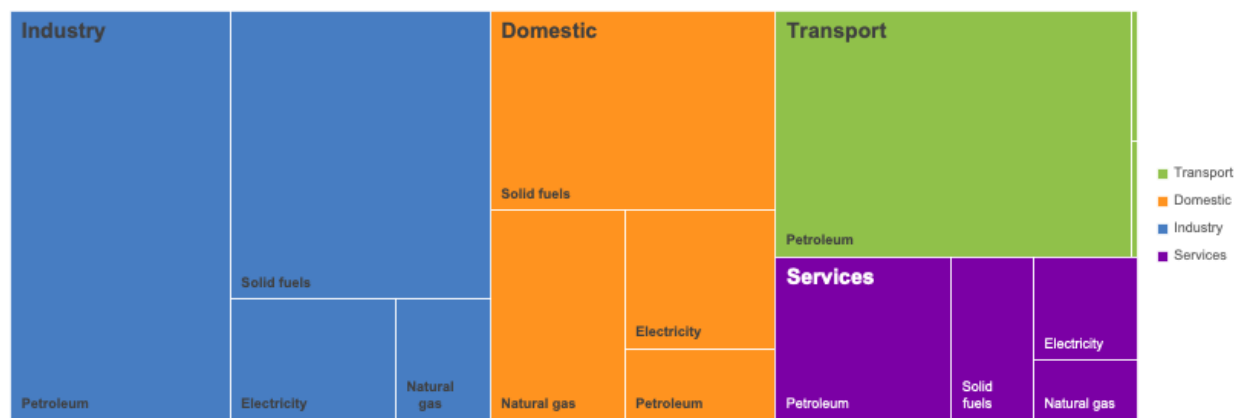 Industry
Domestic
Transport
Transport
Domestic
Solid fuels
Industry
Petroleum
Services
Services
Solid fuels
Electricity
Electricity
Petroleum
Electricity
Natural
gas
Natural gas
Petroleum
Petroleum
Solid
fuels
Natural gas